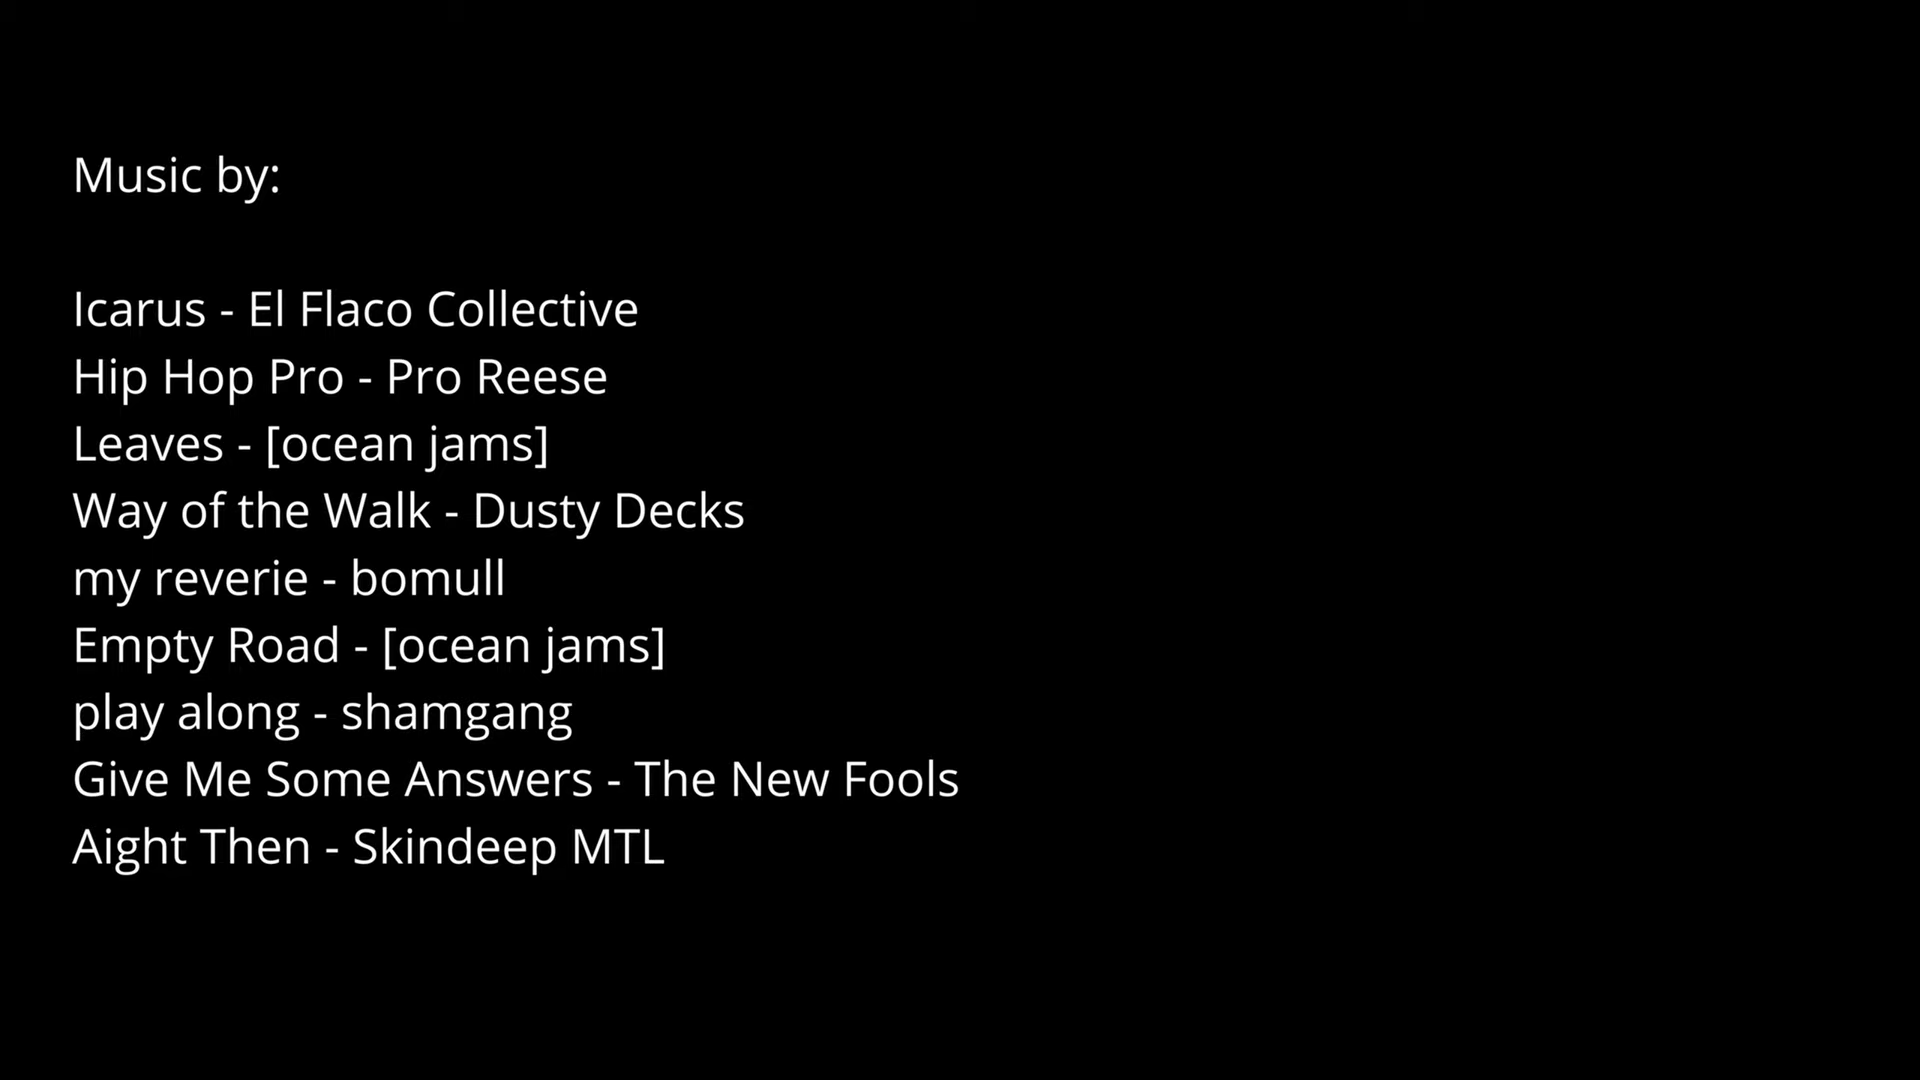 Music by:
Icarus - El Flaco Collective
Hip Hop Pro - Pro Reese
Leaves - [ocean jams]
Way of the Walk - Dusty Decks
my reverie - bomull
Empty Road - [ocean jams]
play along - shamgang
Give Me Some Answers - The New Fools
Aight Then - Skindeep MTL